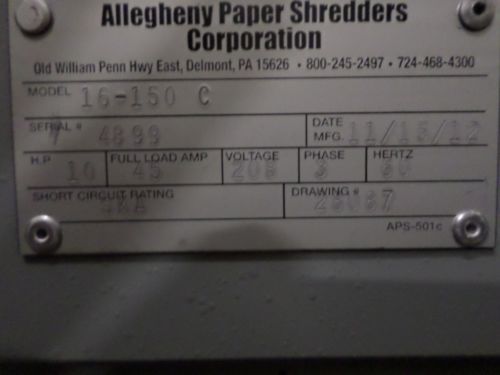 Allegheny Paper Shredders
Corporation
Old William Penn Hwy East, Delmont, PA 15626 • 800-245-2497 • 724-468-4300
MODEL 16-150 C
SERIAL # 4899 DATE MFG. 11/15/12
H.P. 10 FULL LOAD AMP 45 VOLTAGE 208 PHASE 3 HERTZ 60
SHORT CIRCUIT RATING DRAWING #
APS-501c